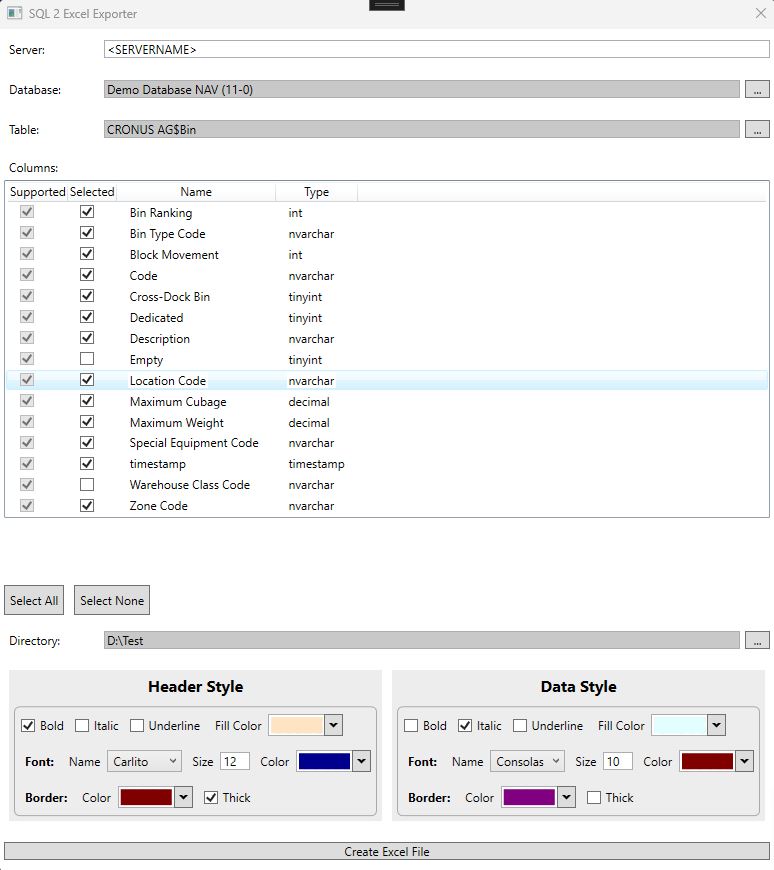 SQL 2 Excel Exporter
Server: <SERVERNAME>
Database: Demo Database NAV (11-0) ...
Table: CRONUS AG$Bin ...
Columns:
Supported Selected Name Type
Bin Ranking int
Bin Type Code nvarchar
Block Movement int
Code nvarchar
Cross-Dock Bin tinyint
Dedicated tinyint
Description nvarchar
Empty tinyint
Location Code nvarchar
Maximum Cubage decimal
Maximum Weight decimal
Special Equipment Code nvarchar
timestamp timestamp
Warehouse Class Code nvarchar
Zone Code nvarchar
Select All Select None
Directory: D:\Test ...
Header Style
Bold Italic Underline Fill Color
Font: Name Carlito Size 12 Color
Border: Color Thick
Data Style
Bold Italic Underline Fill Color
Font: Name Consolas Size 10 Color
Border: Color Thick
Create Excel File